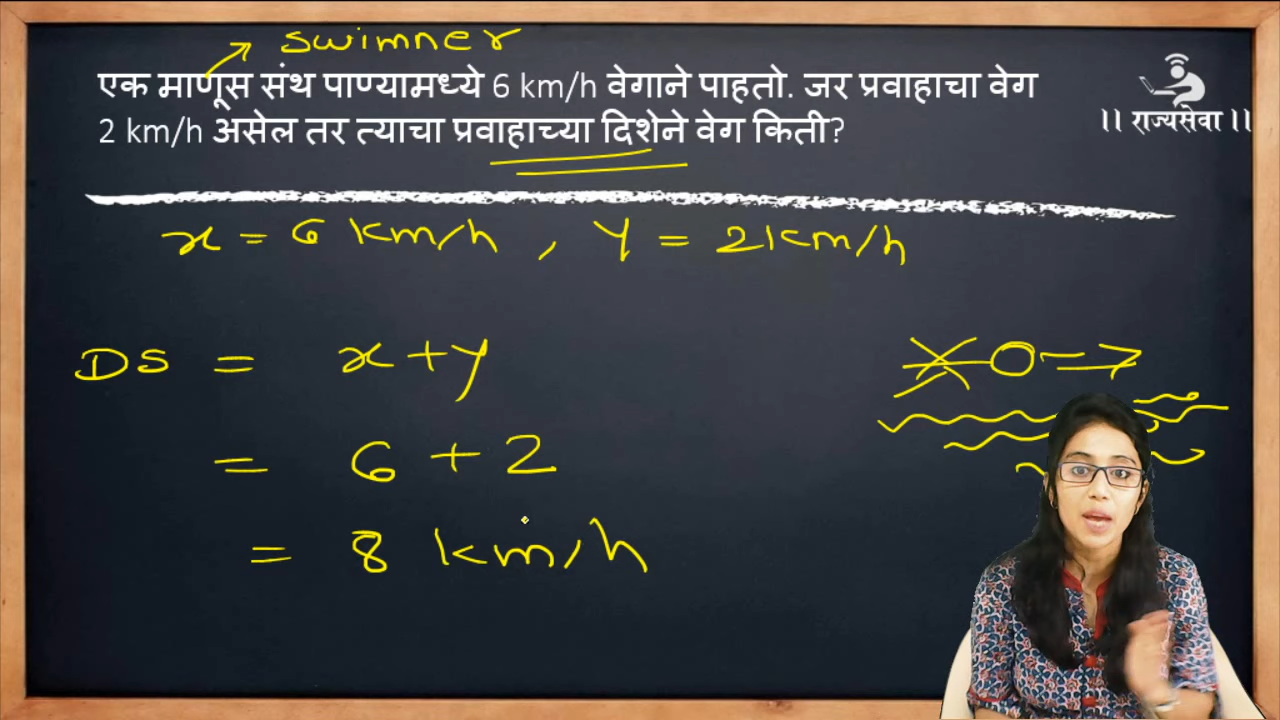 swimner
एक माणूस संथ पाण्यामध्ये 6 km/h वेगाने पाहतो. जर प्रवाहाचा वेग
2 km/h असेल तर त्याचा प्रवाहाच्या दिशेने वेग किती?
।। राज्यसेवा ।।
x = 6 km/h , y = 2 km/h
DS = x + y
= 6 + 2
= 8 km/h